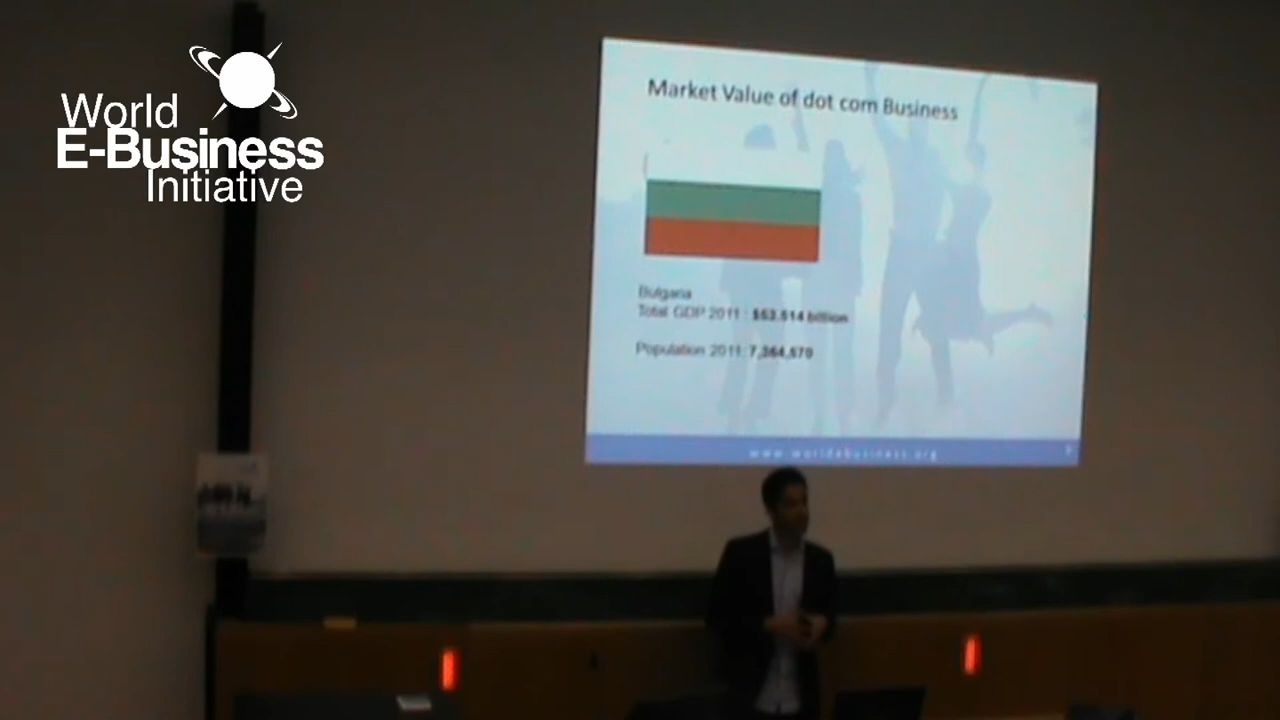 World
E-Business
Initiative
Market Value of dot com Business
Bulgaria
Total GDP 2011 : $53.514 billion
Population 2011: 7,364,570
www.worldebusiness.org